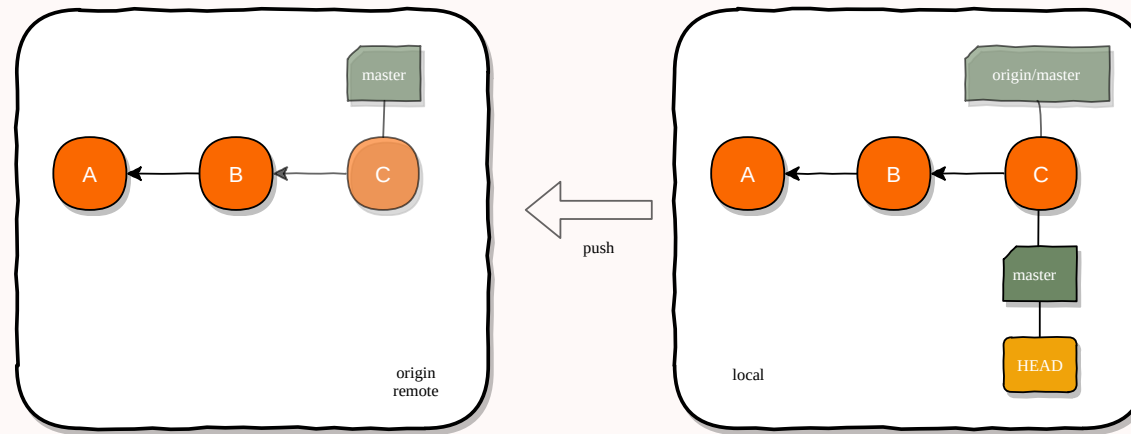 master
A
B
C
origin
remote
push
origin/master
A
B
C
master
HEAD
local